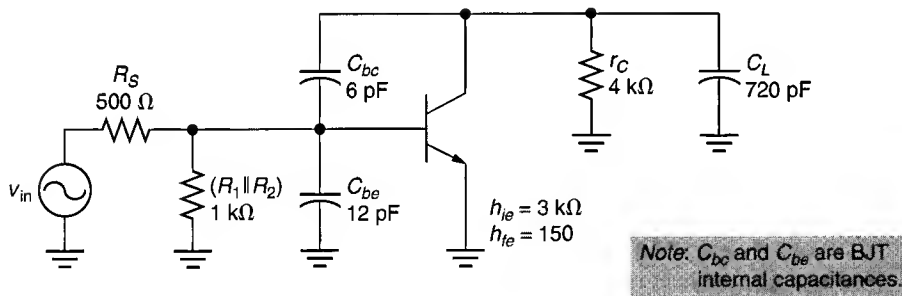 R_S
500 Ω
v_in
(R_1 ∥ R_2)
1 kΩ
C_bc
6 pF
C_be
12 pF
h_ie = 3 kΩ
h_fe = 150
r_C
4 kΩ
C_L
720 pF
Note: C_bc and C_be are BJT
internal capacitances.